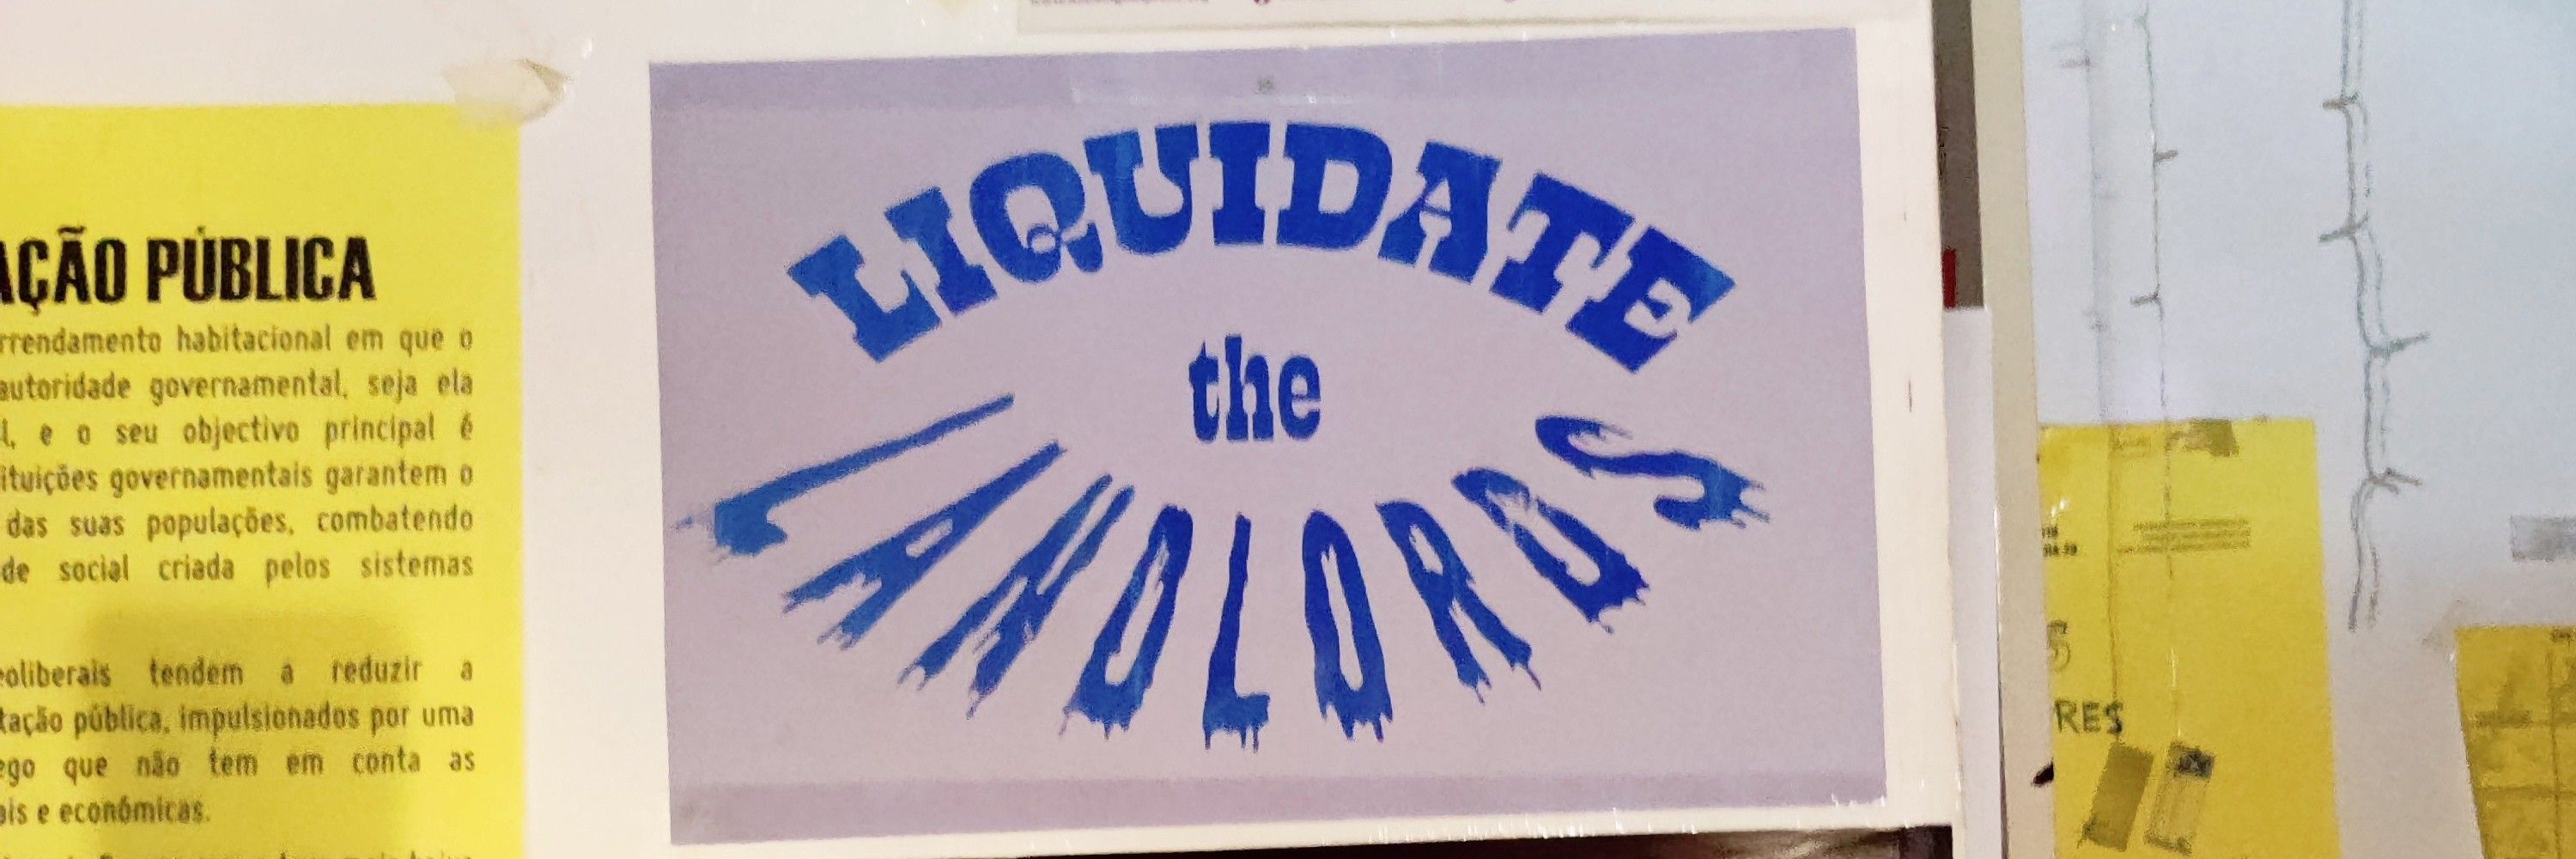 AÇÃO PÚBLICA
rrendamento habitacional em que o
autoridade governamental, seja ela
l, e o seu objectivo principal é
ituições governamentais garantem o
das suas populações, combatendo
de social criada pelos sistemas
eoliberais tendem a reduzir a
tação pública, impulsionados por uma
ego que não tem em conta as
ais e económicas.
LIQUIDATE
the
LANDLORDS
RES